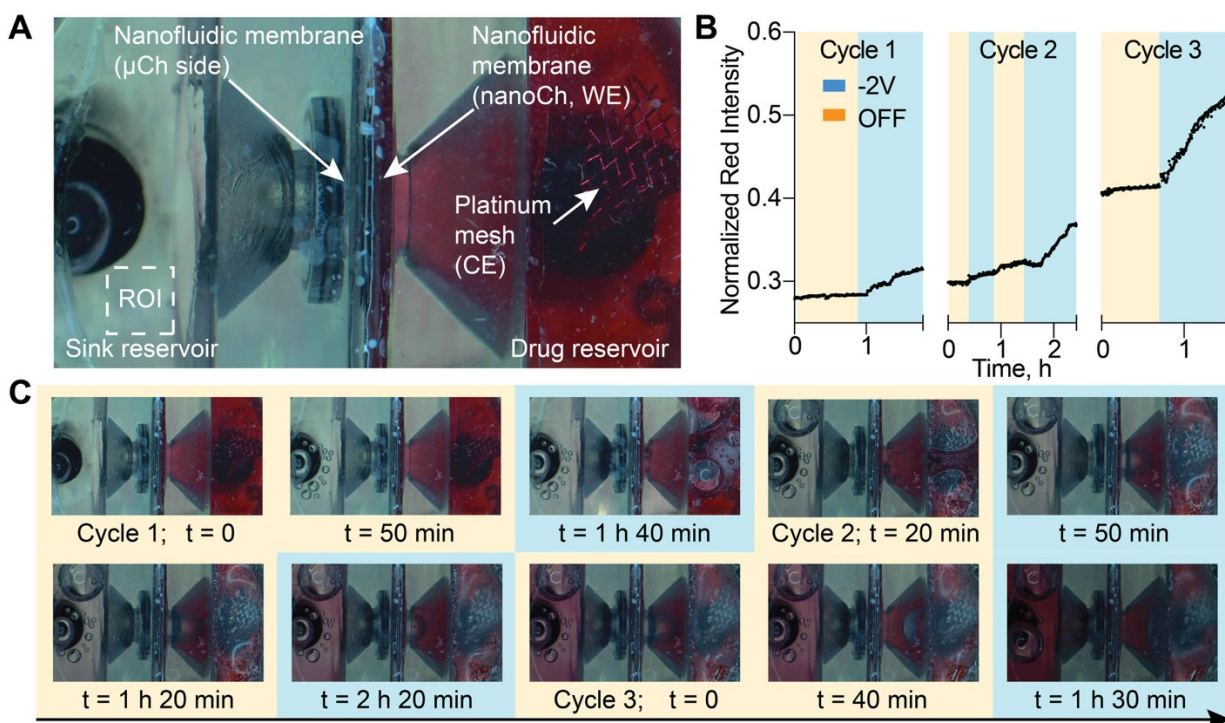 A
Nanofluidic membrane
(µCh side)
Nanofluidic
membrane
(nanoCh, WE)
Platinum
mesh
(CE)
ROI
Sink reservoir
Drug reservoir
B
Normalized Red Intensity
0.6
0.5
0.4
0.3
Cycle 1
Cycle 2
Cycle 3
-2V
OFF
0
1
0
1
2
0
1
Time, h
C
Cycle 1; t = 0
t = 50 min
t = 1 h 40 min
Cycle 2; t = 20 min
t = 50 min
t = 1 h 20 min
t = 2 h 20 min
Cycle 3; t = 0
t = 40 min
t = 1 h 30 min